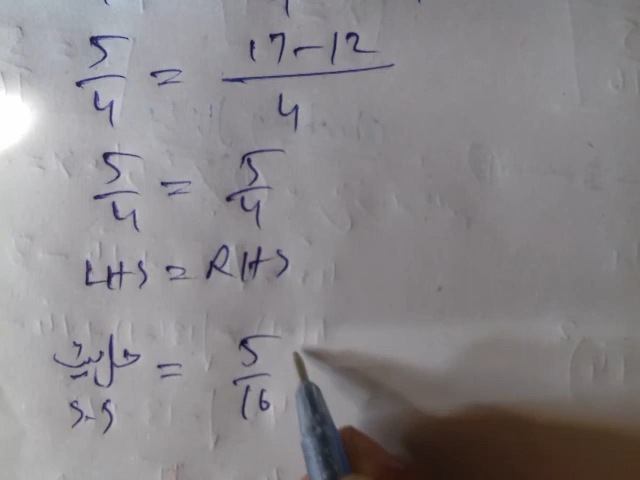 5/4 = 17-12/4
5/4 = 5/4
LHS = RHS
حل سیٹ = 5/16
S.S